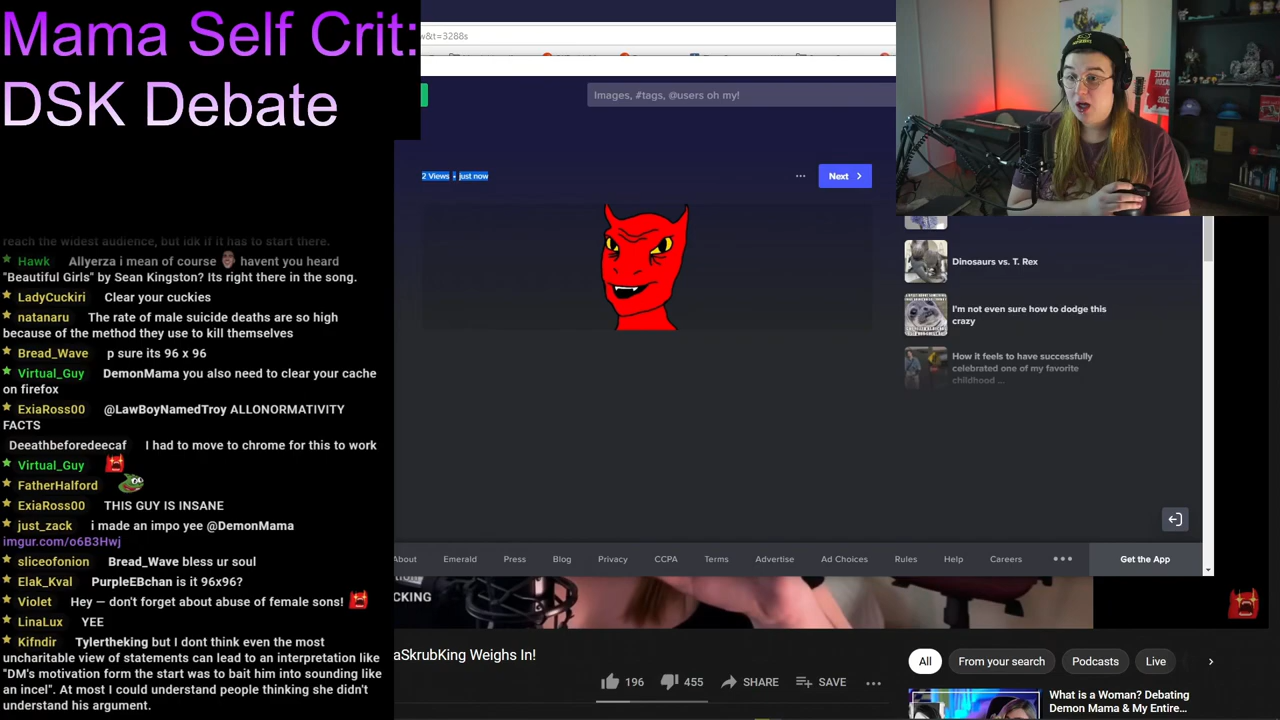 Mama Self Crit:
DSK Debate
reach the widest audience, but idk if it has to start there.
Hawk Allyerza i mean of course havent you heard
"Beautiful Girls" by Sean Kingston? Its right there in the song.
LadyCuckiri Clear your cuckies
natanaru The rate of male suicide deaths are so high
because of the method they use to kill themselves
Bread_Wave p sure its 96 x 96
Virtual_Guy DemonMama you also need to clear your cache
on firefox
ExiaRoss00 @LawBoyNamedTroy ALLONORMATIVITY
FACTS
Deeathbeforedeecaf I had to move to chrome for this to work
Virtual_Guy
FatherHalford
ExiaRoss00 THIS GUY IS INSANE
just_zack i made an impo yee @DemonMama
imgur.com/o6B3Hwj
sliceofonion Bread_Wave bless ur soul
Elak_Kval PurpleEBchan is it 96x96?
Violet Hey — don't forget about abuse of female sons!
LinaLux YEE
Kifndir Tylertheking but I dont think even the most
uncharitable view of statements can lead to an interpretation like
"DM's motivation form the start was to bait him into sounding like
an incel". At most I could understand people thinking she didn't
understand his argument.
v&t=3288s
Images, #tags, @users oh my!
2 Views • just now
Next
Dinosaurs vs. T. Rex
I'm not even sure how to dodge this
crazy
How it feels to have successfully
celebrated one of my favorite
childhood ...
About Emerald Press Blog Privacy CCPA Terms Advertise Ad Choices Rules Help Careers
Get the App
CKING
aSkrubKing Weighs In!
196 455 SHARE SAVE
All From your search Podcasts Live
What is a Woman? Debating
Demon Mama & My Entire...